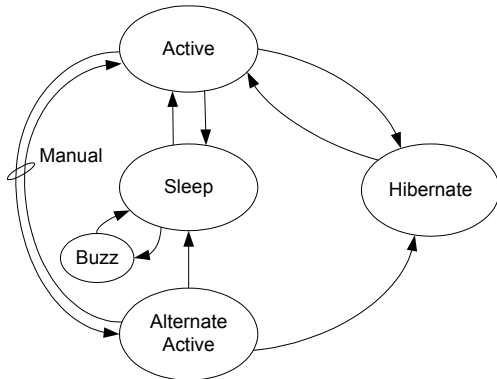 Active
Manual
Sleep
Hibernate
Buzz
Alternate
Active